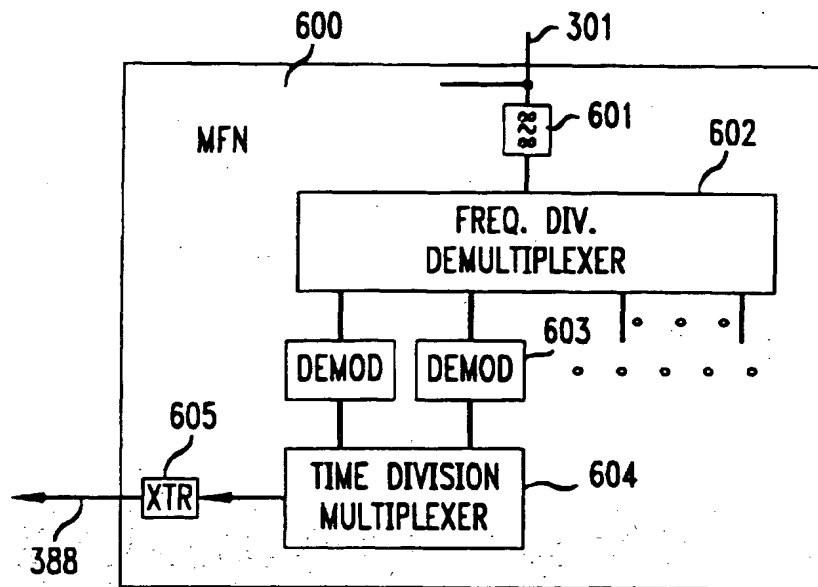 600
301
MFN
601
602
FREQ. DIV.
DEMULTIPLEXER
603
DEMOD
DEMOD
605
XTR
TIME DIVISION
MULTIPLEXER
604
388